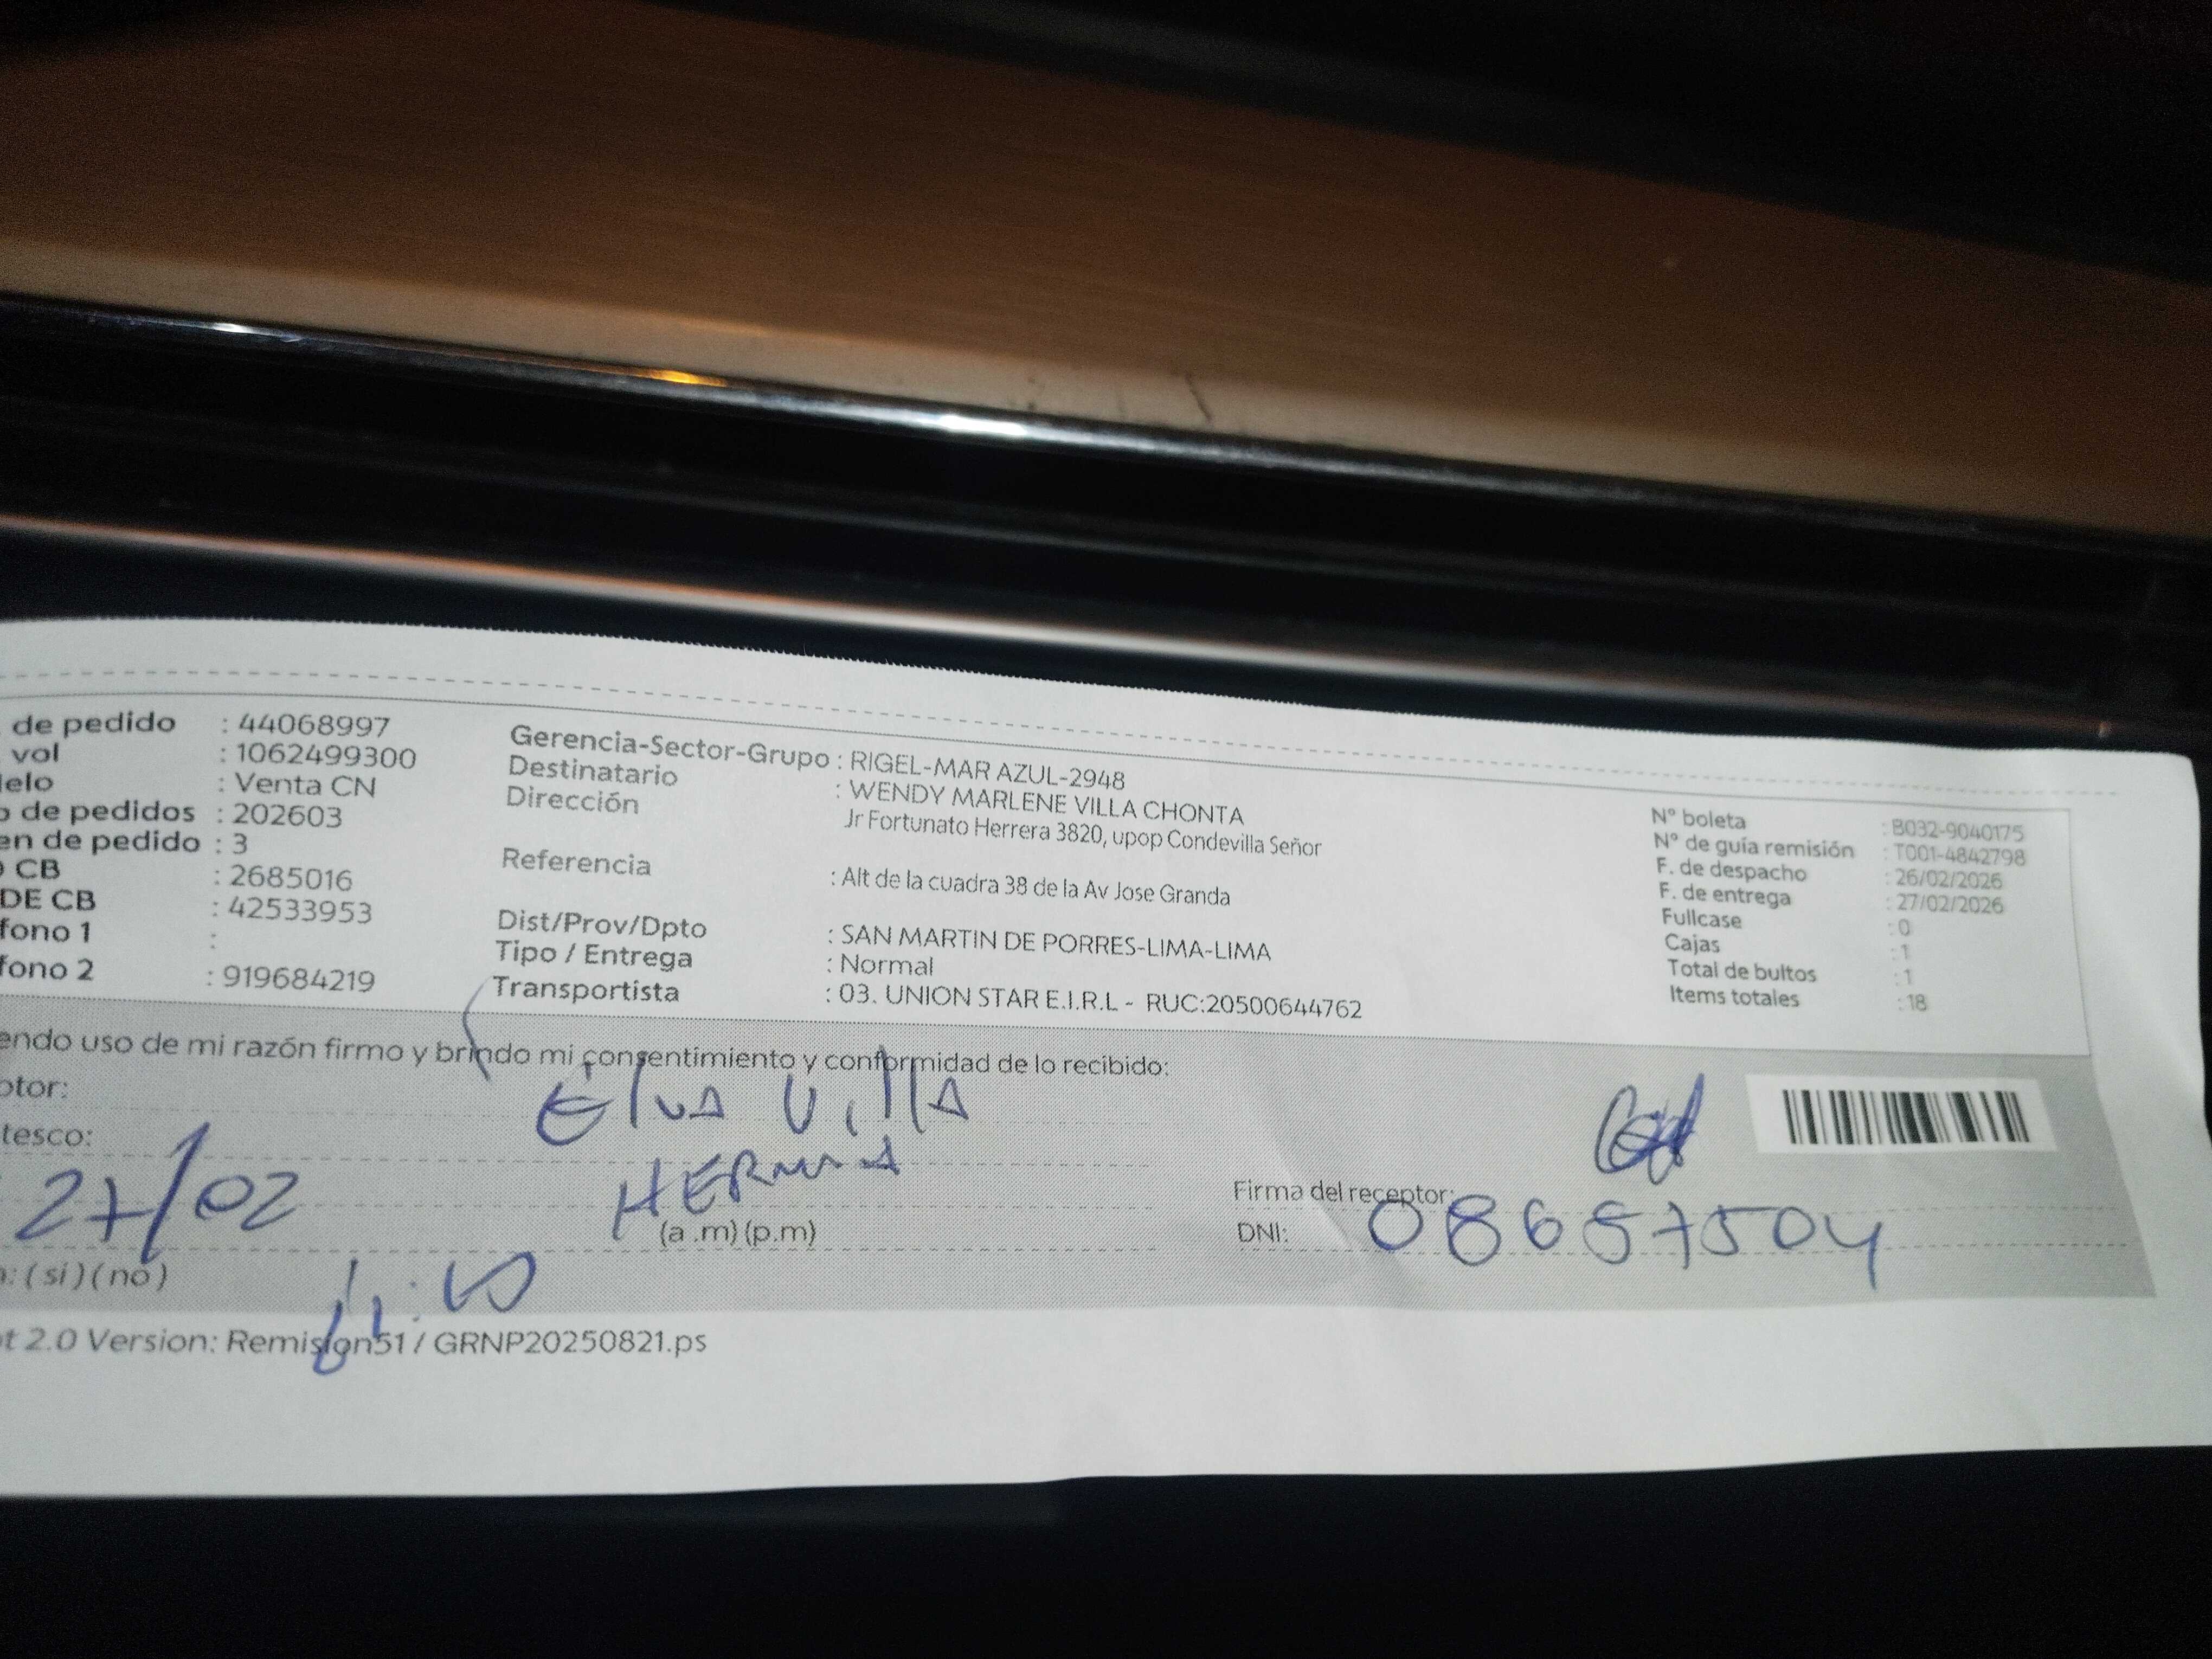 de pedido : 44068997
vol : 1062499300
elo : Venta CN
de pedidos : 202603
en de pedido : 3
CB : 2685016
DE CB : 42533953
fono 1 :
fono 2 : 919684219
Gerencia-Sector-Grupo : RIGEL-MAR AZUL-2948
Destinatario : WENDY MARLENE VILLA CHONTA
Dirección Jr Fortunato Herrera 3820, upop Condevilla Señor
Referencia : Alt de la cuadra 38 de la Av Jose Granda
Dist/Prov/Dpto : SAN MARTIN DE PORRES-LIMA-LIMA
Tipo / Entrega : Normal
Transportista : 03. UNION STAR E.I.R.L - RUC:20500644762
N° boleta : B032-9040175
N° de guía remisión : T001-4842798
F. de despacho : 26/02/2026
F. de entrega : 27/02/2026
Fullcase : 0
Cajas : 1
Total de bultos : 1
Items totales : 18
endo uso de mi razón firmo y brindo mi consentimiento y conformidad de lo recibido:
ptor: Elva Villa
tesco: HERMNA
27/02 (a .m) (p.m)
Firma del receptor:
DNI: 08657504
: ( si ) ( no )
t 2.0 Version: Remision51 / GRNP20250821.ps